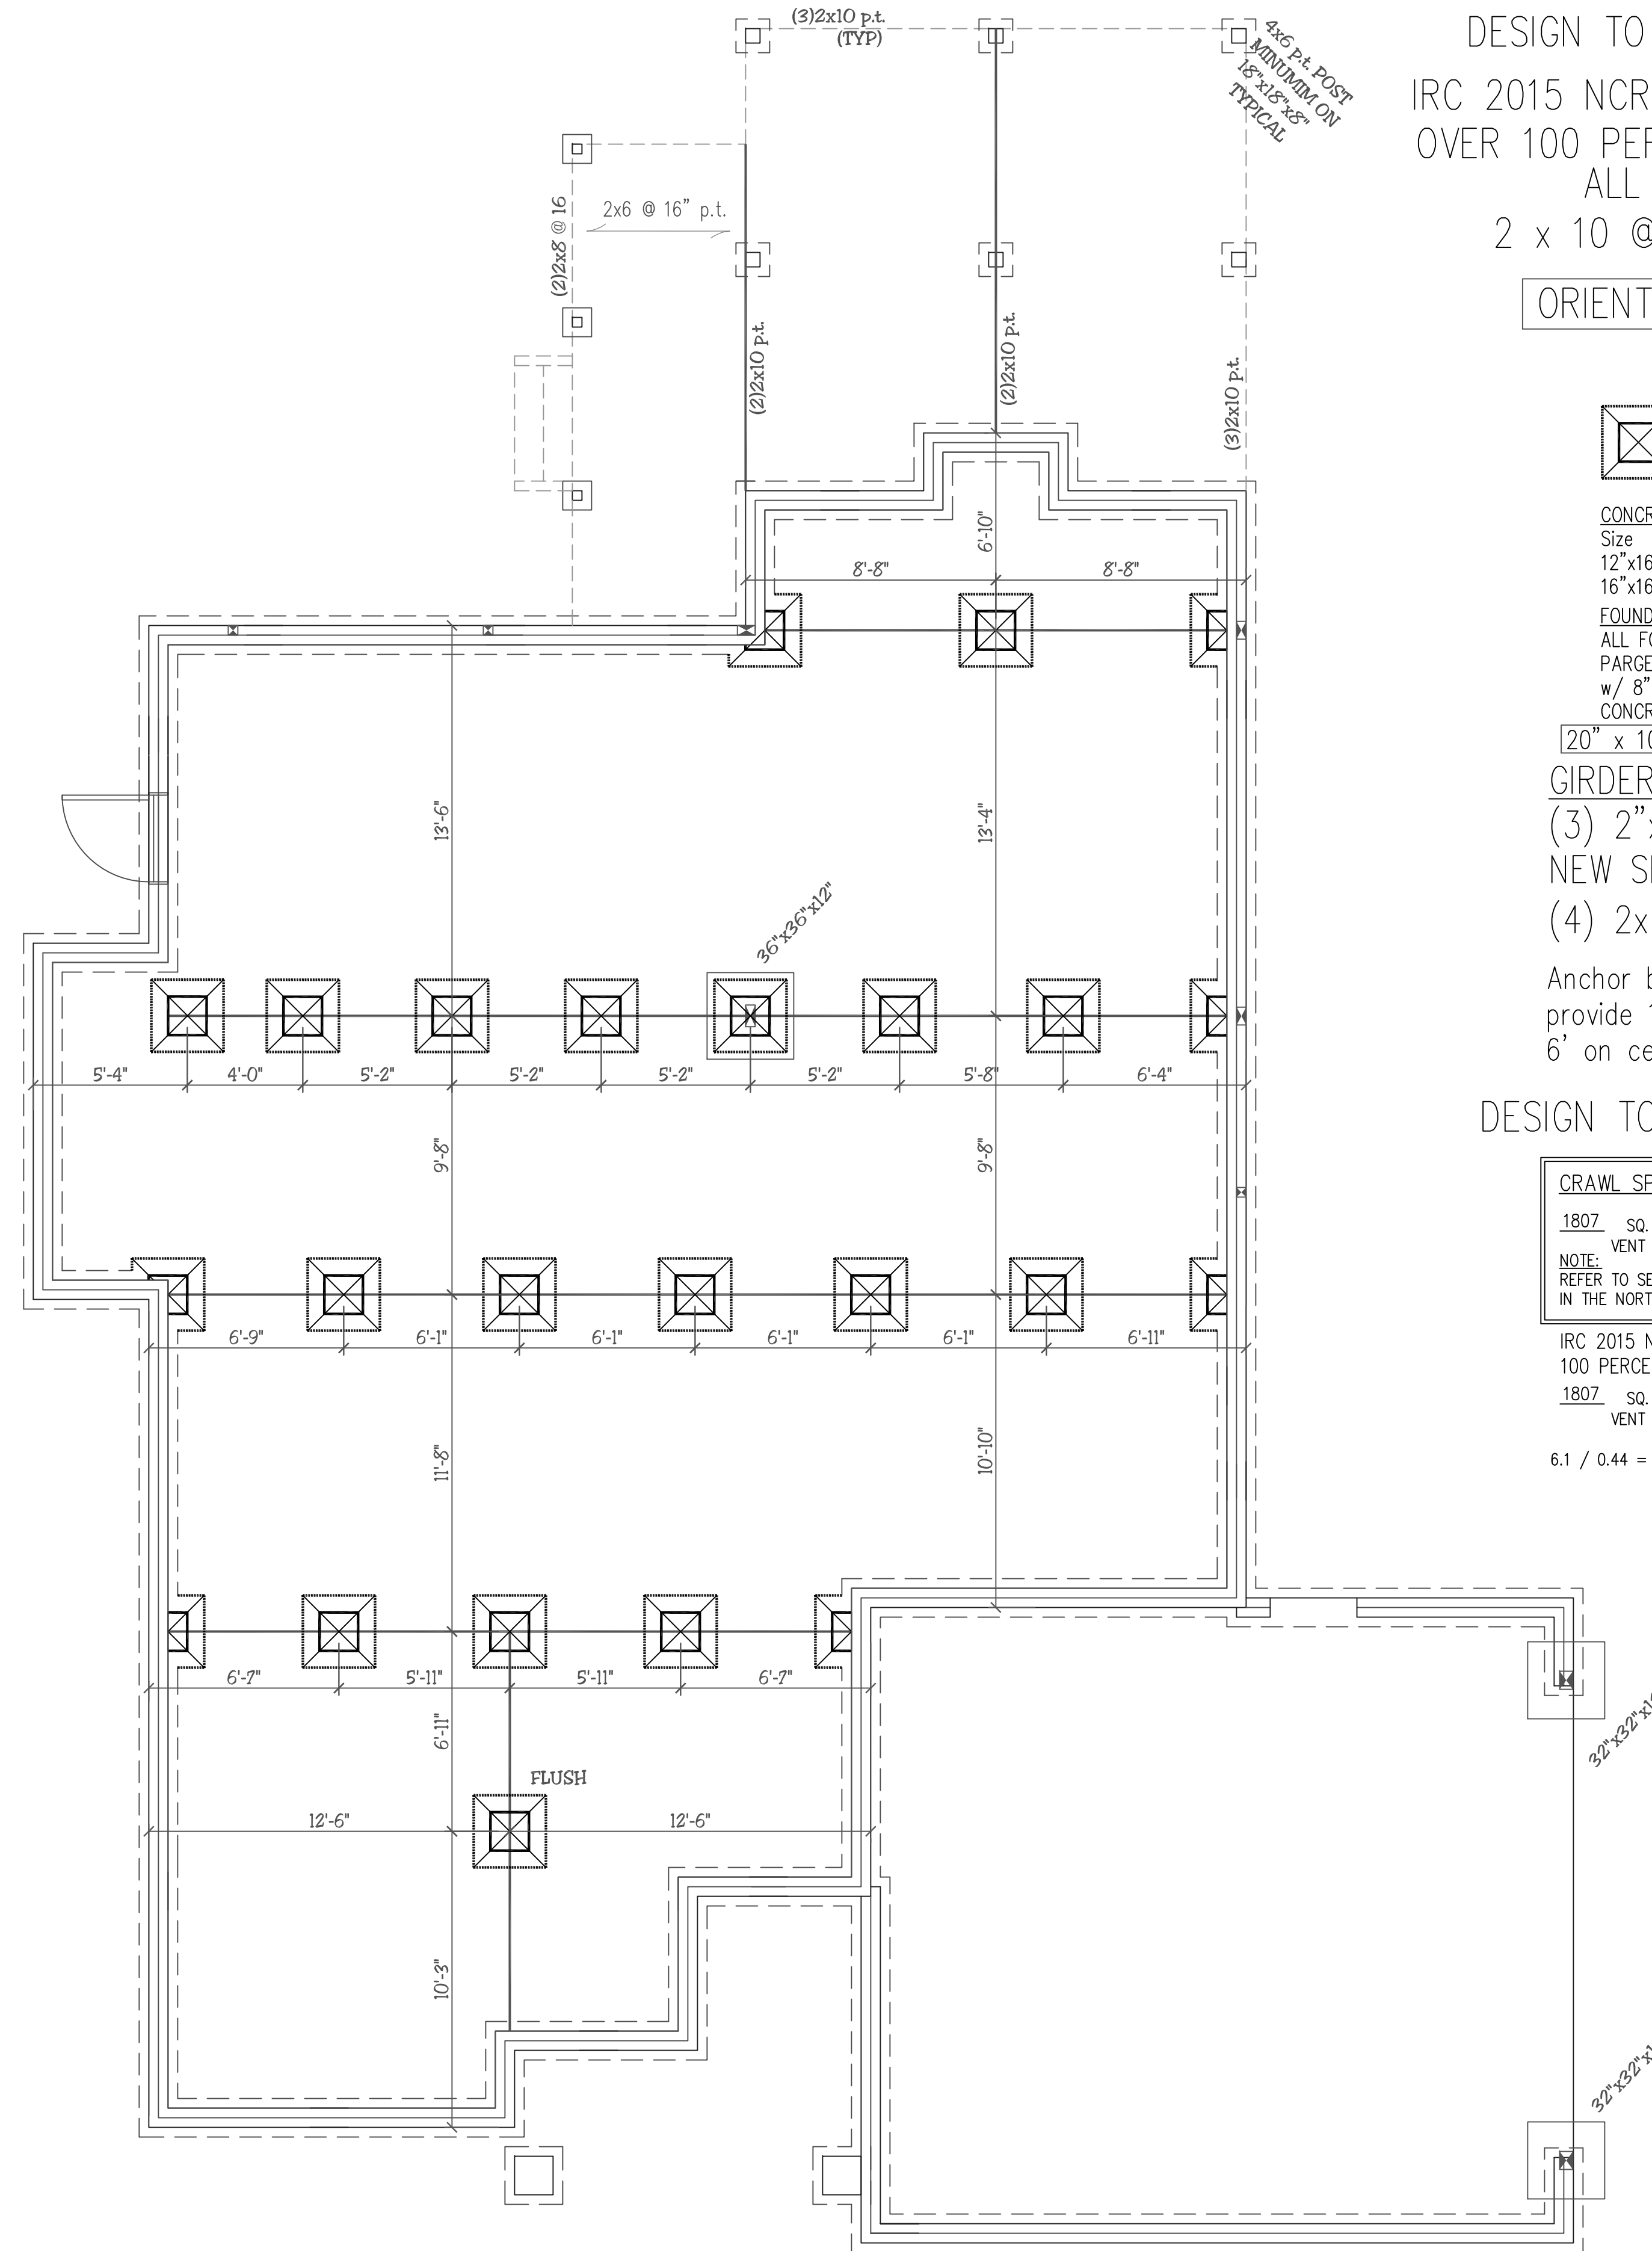 (3)2x10 p.t.
(TYP)
4x6 p.t. POST
MINUMIM ON
18"x18"x8"
TYPICAL
DESIGN TO
IRC 2015 NCR
OVER 100 PER
ALL
2 x 10 @
ORIENT
(2)2x8 @ 16
2x6 @ 16" p.t.
(2)2x10 p.t.
(2)2x10 p.t.
(3)2x10 p.t.
CONCR
Size
12"x16
16"x16
FOUND
ALL FO
PARGE
w/ 8"
CONCR
20" x 10
GIRDER
(3) 2"x
NEW S
(4) 2x
Anchor b
provide 1
6' on ce
DESIGN TO
CRAWL SP
1807 SQ.
VENT
NOTE:
REFER TO SE
IN THE NORT
IRC 2015 N
100 PERCE
1807 SQ.
VENT
6.1 / 0.44 =
6'-10"
8'-8" 8'-8"
13'-6" 13'-4"
36"x36"x12"
5'-4" 4'-0" 5'-2" 5'-2" 5'-2" 5'-2" 5'-8" 6'-4"
9'-8" 9'-8"
6'-9" 6'-1" 6'-1" 6'-1" 6'-1" 6'-11"
11'-8" 10'-10"
6'-7" 5'-11" 5'-11" 6'-7"
6'-11"
FLUSH
12'-6" 12'-6"
10'-3"
32"x32"x1
32"x32"x1